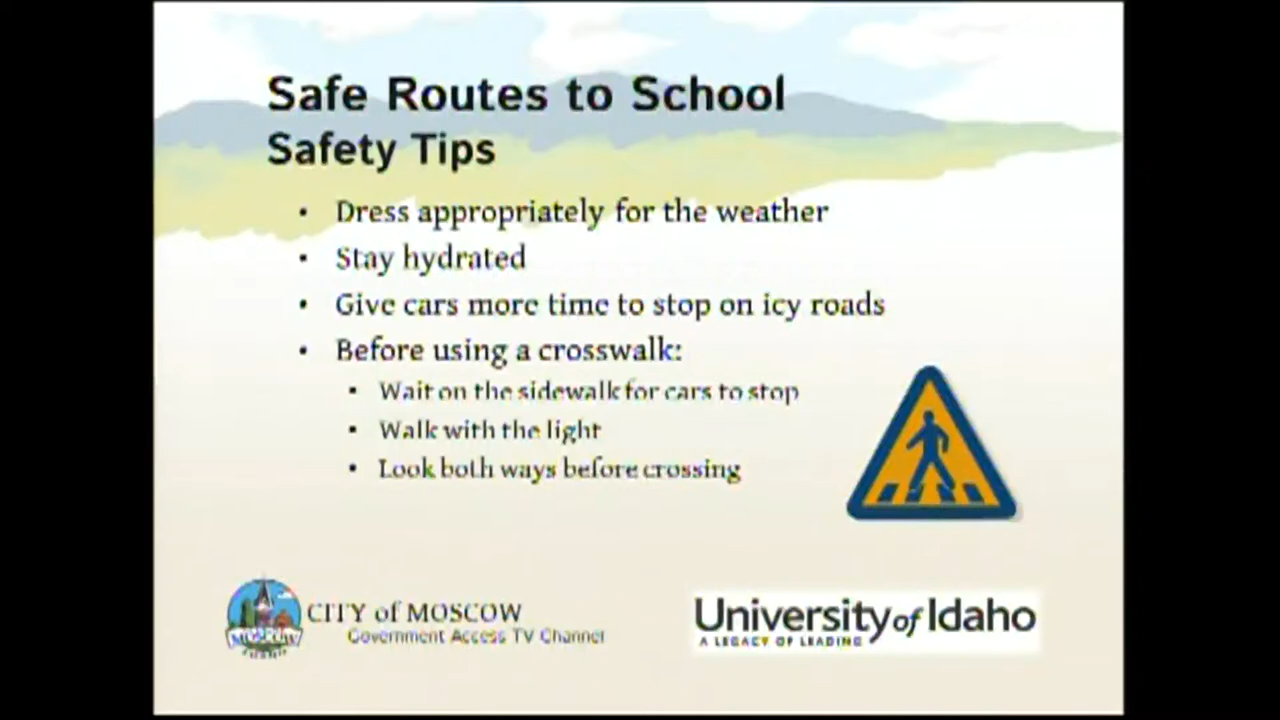 Safe Routes to School
Safety Tips
• Dress appropriately for the weather
• Stay hydrated
• Give cars more time to stop on icy roads
• Before using a crosswalk:
• Wait on the sidewalk for cars to stop
• Walk with the light
• Look both ways before crossing
CITY of MOSCOW
Government Access TV Channel
MOSCOW
University of Idaho
A LEGACY OF LEADING